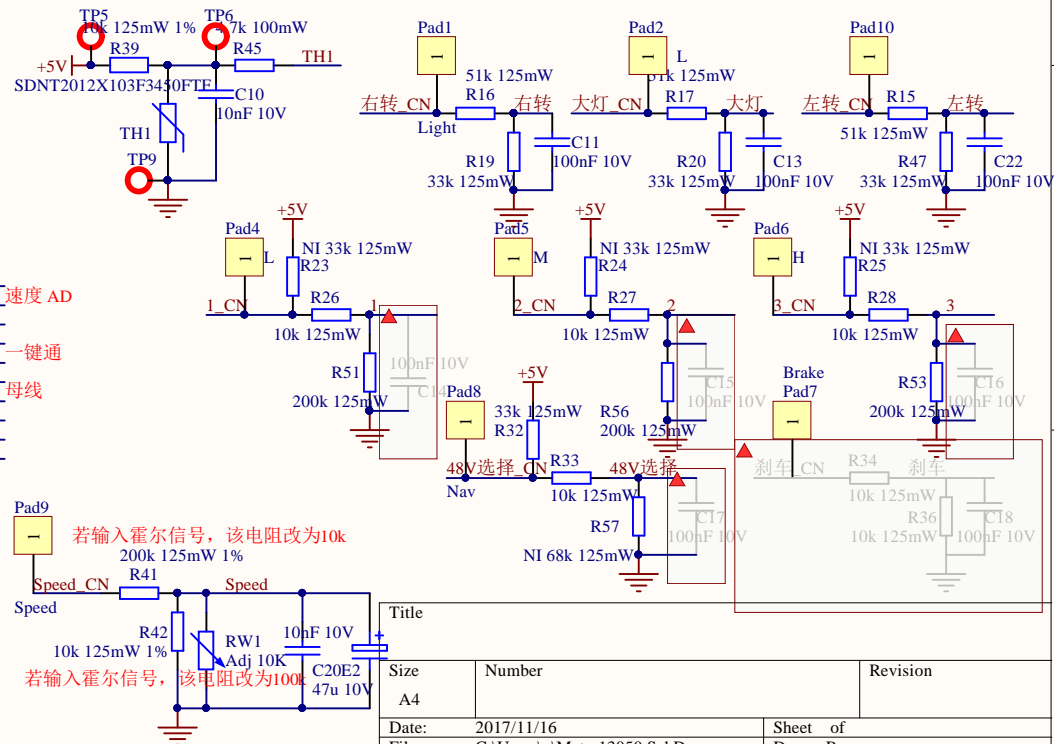 TP5
TP6
10k 125mW 1%
4.7k 100mW
R39
R45
+5V
TH1
SDNT2012X103F3450FTF
C10
10nF 10V
TH1
TP9
Pad1
1
51k 125mW
右转_CN
R16
右转
Light
C11
R19
100nF 10V
33k 125mW
Pad2
1
L
51k 125mW
大灯_CN
R17
大灯
C13
R20
100nF 10V
33k 125mW
Pad10
1
左转_CN
R15
左转
51k 125mW
R47
C22
33k 125mW
100nF 10V
+5V
Pad4
NI 33k 125mW
1
L
R23
1_CN
R26
1
10k 125mW
R51
100nF 10V
C14
200k 125mW
+5V
Pad5
NI 33k 125mW
1
M
R24
2_CN
R27
2
10k 125mW
C15
100nF 10V
R56
200k 125mW
+5V
Pad6
NI 33k 125mW
1
H
R25
3_CN
R28
3
10k 125mW
R53
C16
100nF 10V
200k 125mW
速度 AD
一键通
母线
+5V
Pad8
1
33k 125mW
R32
48V选择_CN
R33
48V选择
Nav
10k 125mW
C17
R57
100nF 10V
NI 68k 125mW
Brake
Pad7
1
刹车_CN
R34
刹车
10k 125mW
R36
C18
10k 125mW
100nF 10V
Pad9
1
若输入霍尔信号，该电阻改为10k
200k 125mW 1%
R41
Speed_CN
Speed
Speed
R42
10k 125mW 1%
RW1
Adj 10K
10nF 10V
C20
E2
47u 10V
+
若输入霍尔信号，该电阻改为100k
Title
Size
Number
Revision
A4
Date:
2017/11/16
Sheet of